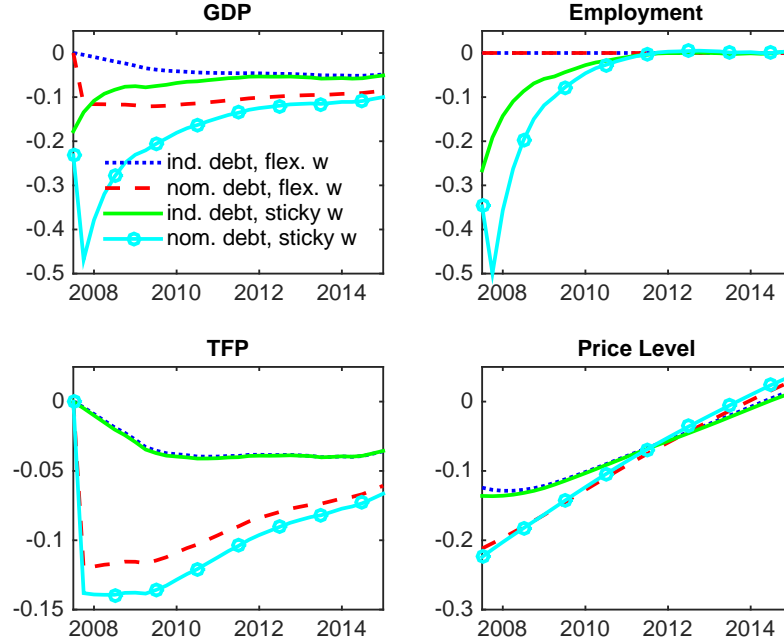 GDP
0
-0.1
-0.2
-0.3
-0.4
-0.5
ind. debt, flex. w
nom. debt, flex. w
ind. debt, sticky w
nom. debt, sticky w
2008 2010 2012 2014
Employment
0
-0.1
-0.2
-0.3
-0.4
-0.5
2008 2010 2012 2014
TFP
0
-0.05
-0.1
-0.15
2008 2010 2012 2014
Price Level
0
-0.1
-0.2
-0.3
2008 2010 2012 2014